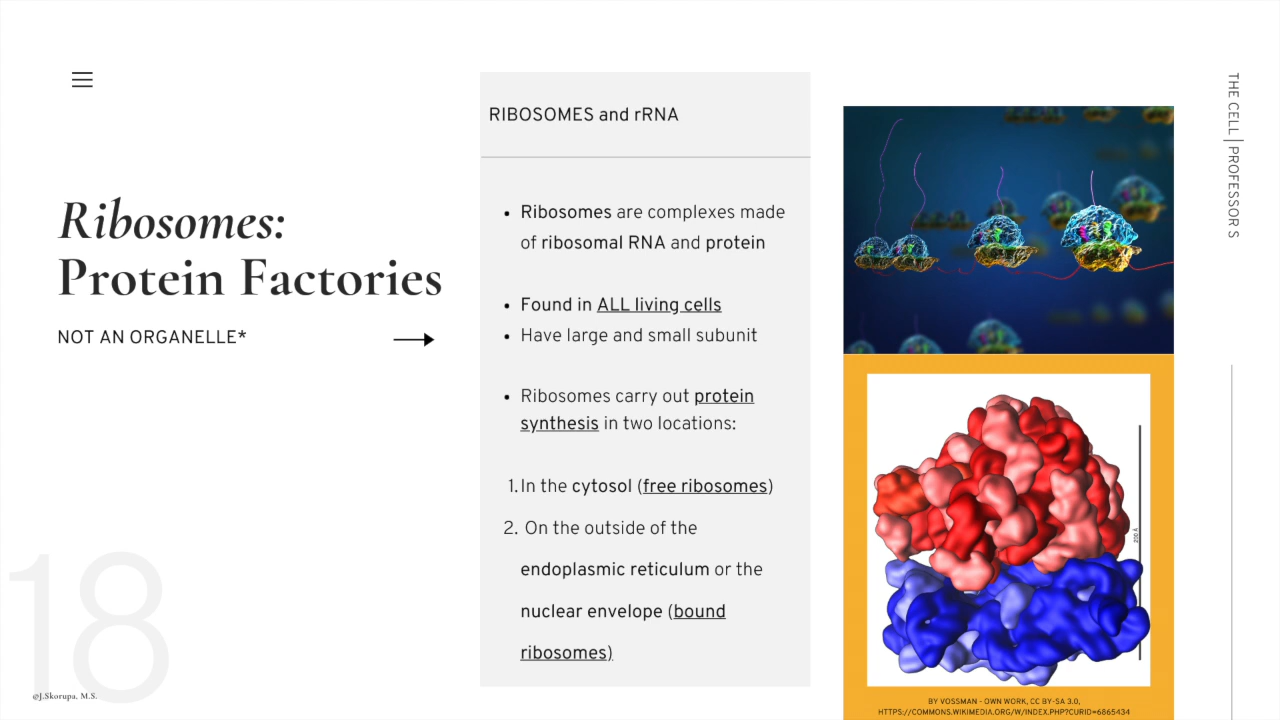 Ribosomes:
Protein Factories
NOT AN ORGANELLE*
18
@J.Skorupa, M.S.
RIBOSOMES and rRNA
• Ribosomes are complexes made
of ribosomal RNA and protein
• Found in ALL living cells
• Have large and small subunit
• Ribosomes carry out protein
synthesis in two locations:
1. In the cytosol (free ribosomes)
2. On the outside of the
endoplasmic reticulum or the
nuclear envelope (bound
ribosomes)
200 Å
BY VOSSMAN - OWN WORK, CC BY-SA 3.0,
HTTPS://COMMONS.WIKIMEDIA.ORG/W/INDEX.PHP?CURID=6865434
THE CELL | PROFESSOR S